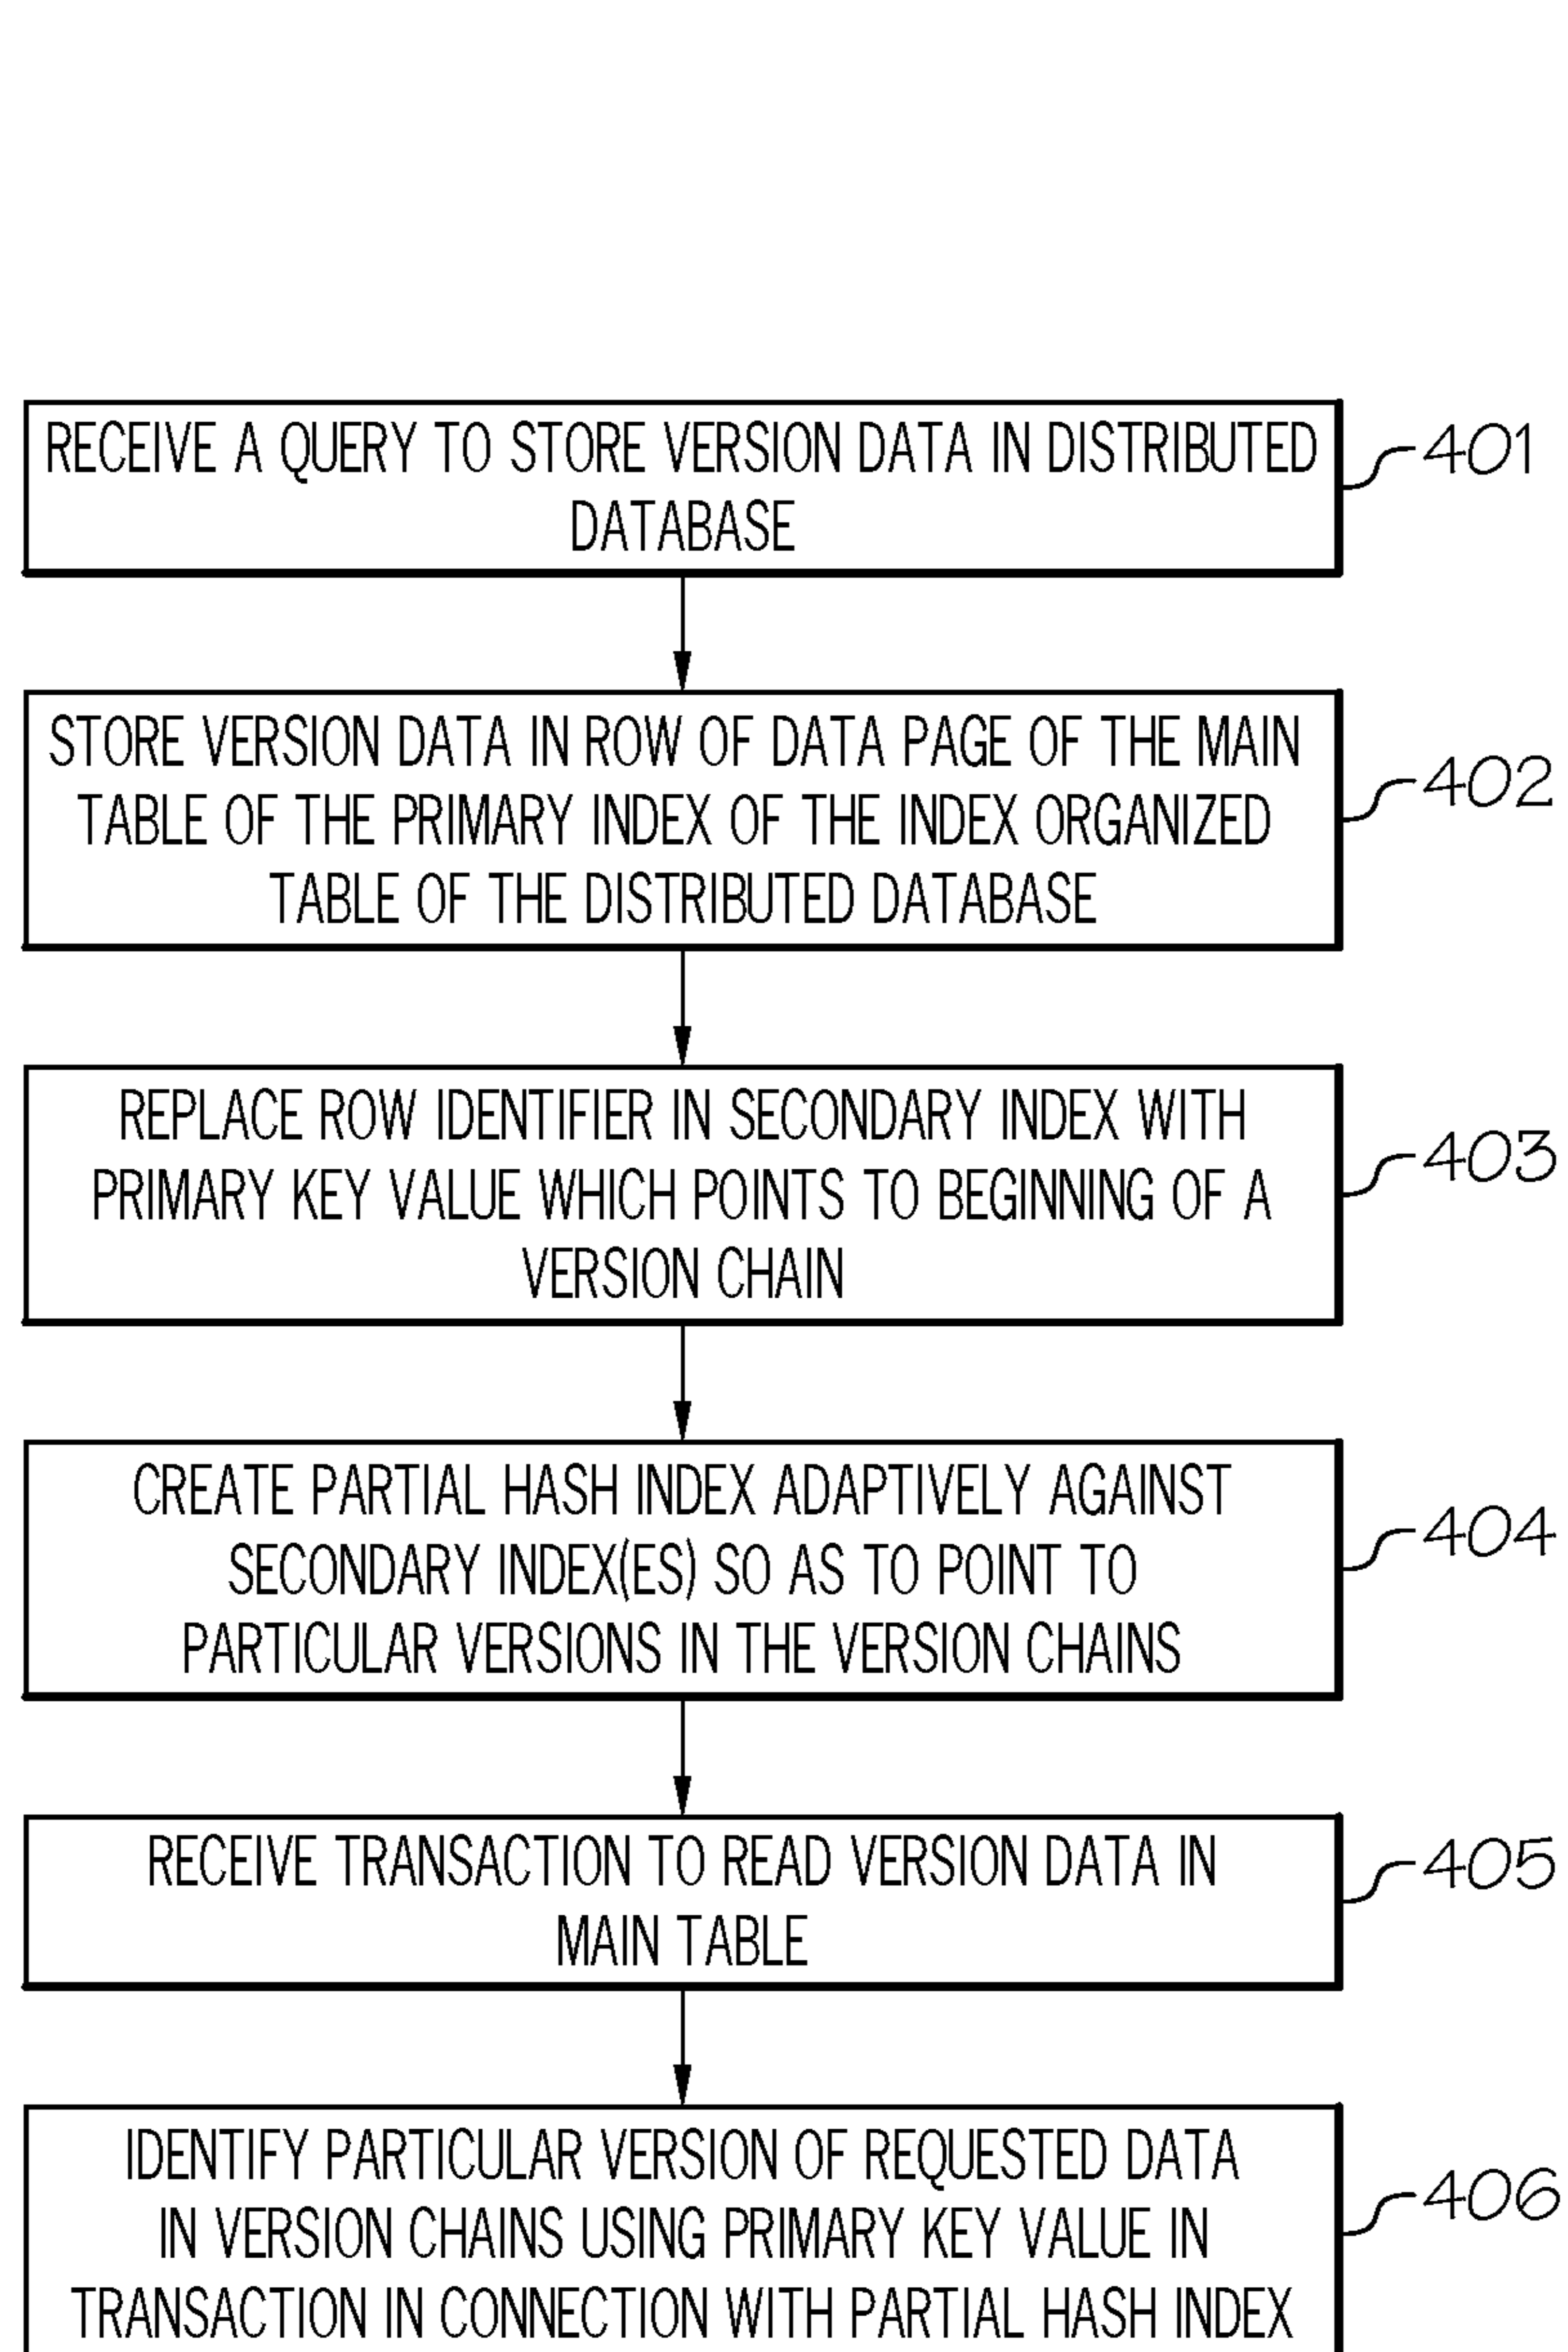 RECEIVE A QUERY TO STORE VERSION DATA IN DISTRIBUTED
DATABASE
401
STORE VERSION DATA IN ROW OF DATA PAGE OF THE MAIN
TABLE OF THE PRIMARY INDEX OF THE INDEX ORGANIZED
TABLE OF THE DISTRIBUTED DATABASE
402
REPLACE ROW IDENTIFIER IN SECONDARY INDEX WITH
PRIMARY KEY VALUE WHICH POINTS TO BEGINNING OF A
VERSION CHAIN
403
CREATE PARTIAL HASH INDEX ADAPTIVELY AGAINST
SECONDARY INDEX(ES) SO AS TO POINT TO
PARTICULAR VERSIONS IN THE VERSION CHAINS
404
RECEIVE TRANSACTION TO READ VERSION DATA IN
MAIN TABLE
405
IDENTIFY PARTICULAR VERSION OF REQUESTED DATA
IN VERSION CHAINS USING PRIMARY KEY VALUE IN
TRANSACTION IN CONNECTION WITH PARTIAL HASH INDEX
406